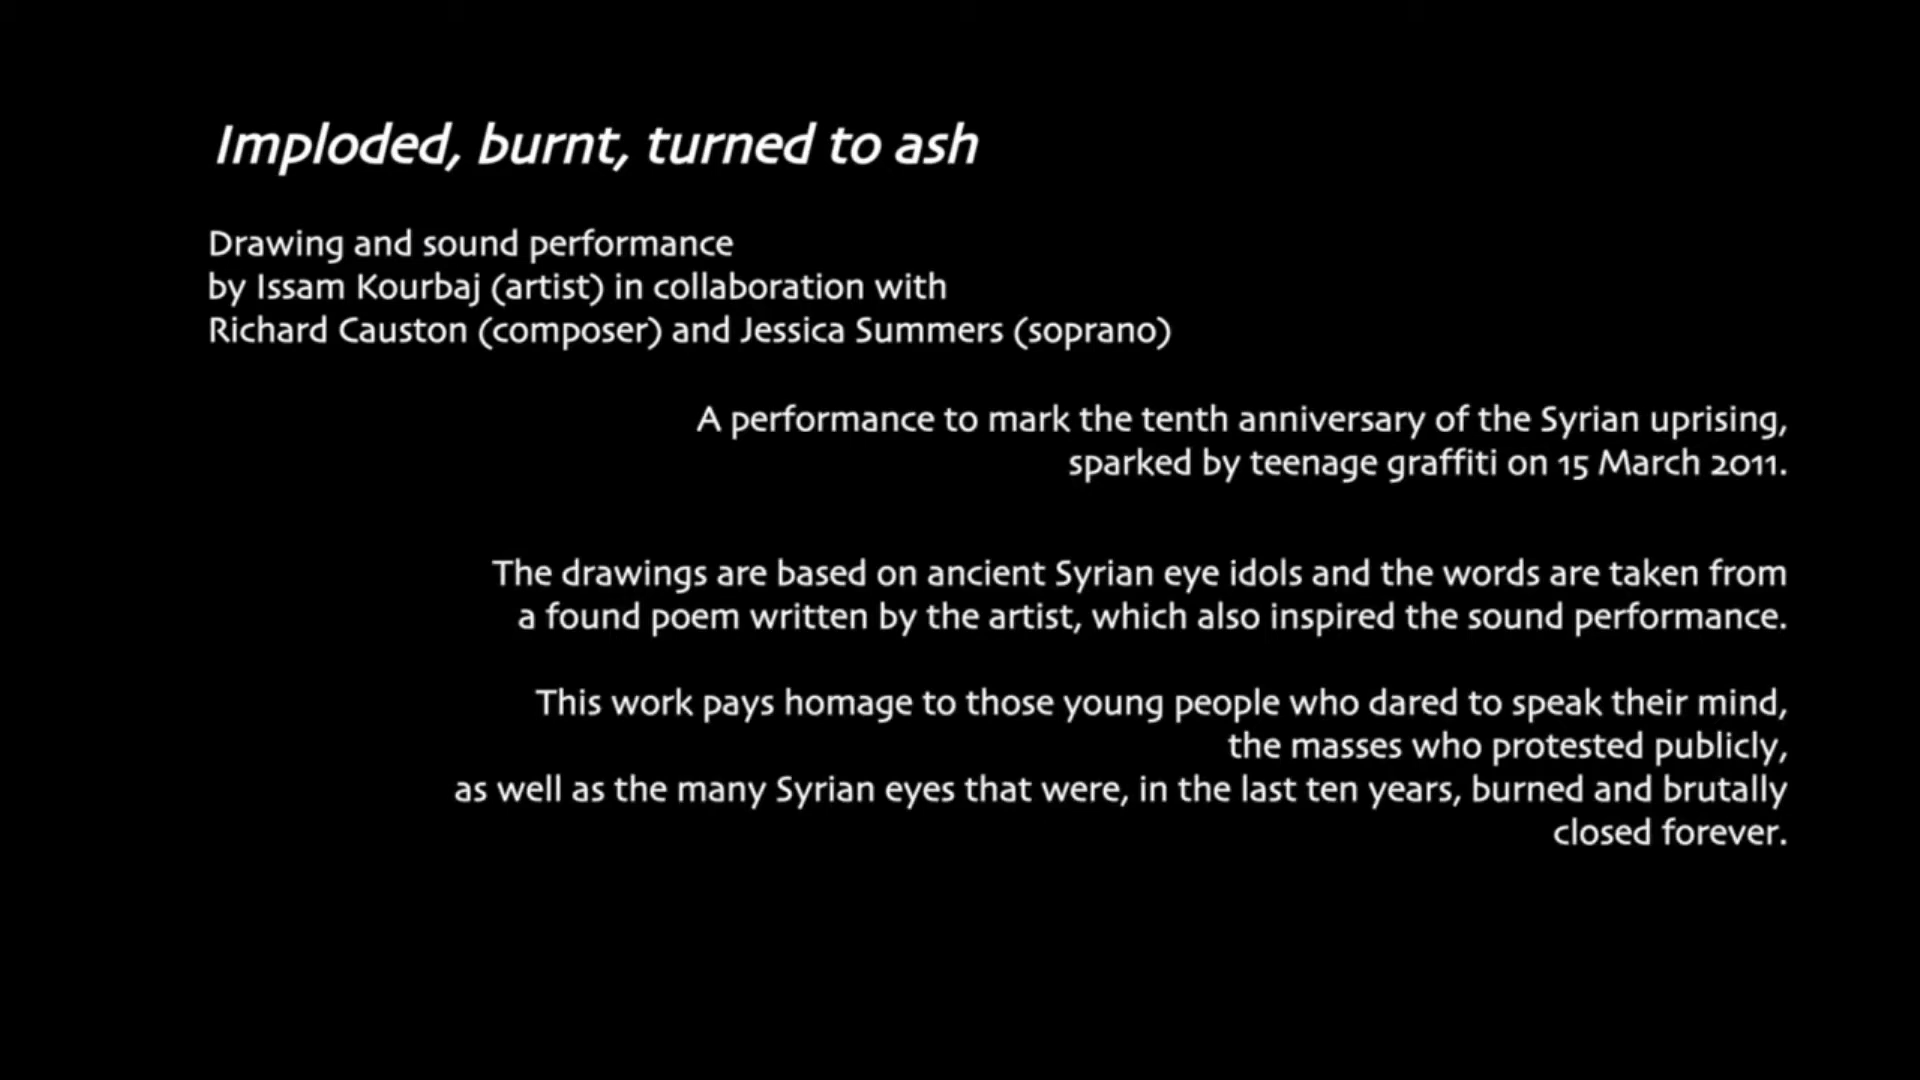 Imploded, burnt, turned to ash
Drawing and sound performance
by Issam Kourbaj (artist) in collaboration with
Richard Causton (composer) and Jessica Summers (soprano)
A performance to mark the tenth anniversary of the Syrian uprising,
sparked by teenage graffiti on 15 March 2011.
The drawings are based on ancient Syrian eye idols and the words are taken from
a found poem written by the artist, which also inspired the sound performance.
This work pays homage to those young people who dared to speak their mind,
the masses who protested publicly,
as well as the many Syrian eyes that were, in the last ten years, burned and brutally
closed forever.